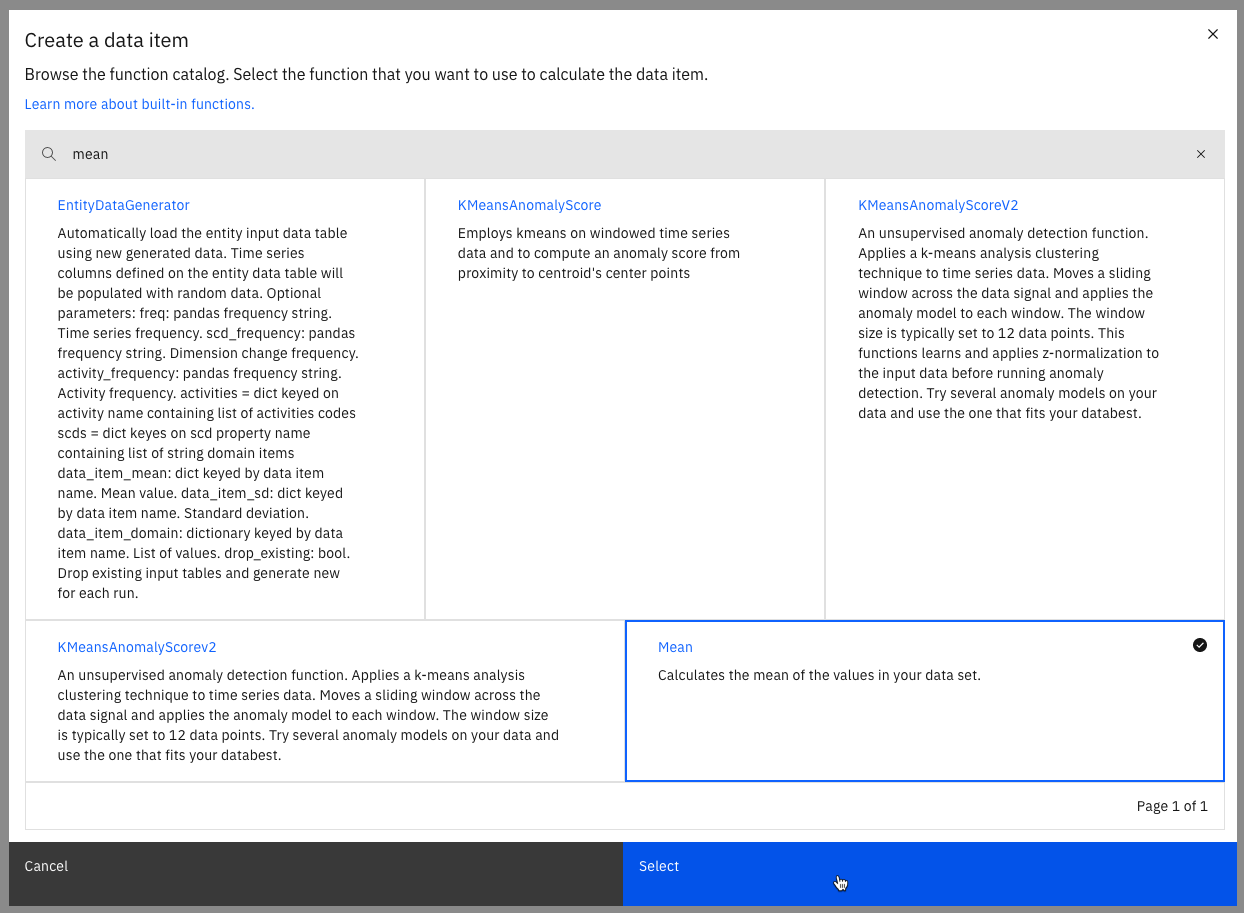 Create a data item
Browse the function catalog. Select the function that you want to use to calculate the data item.
Learn more about built-in functions.
mean
EntityDataGenerator
Automatically load the entity input data table
using new generated data. Time series
columns defined on the entity data table will
be populated with random data. Optional
parameters: freq: pandas frequency string.
Time series frequency. scd_frequency: pandas
frequency string. Dimension change frequency.
activity_frequency: pandas frequency string.
Activity frequency. activities = dict keyed on
activity name containing list of activities codes
scds = dict keyes on scd property name
containing list of string domain items
data_item_mean: dict keyed by data item
name. Mean value. data_item_sd: dict keyed
by data item name. Standard deviation.
data_item_domain: dictionary keyed by data
item name. List of values. drop_existing: bool.
Drop existing input tables and generate new
for each run.
KMeansAnomalyScore
Employs kmeans on windowed time series
data and to compute an anomaly score from
proximity to centroid's center points
KMeansAnomalyScoreV2
An unsupervised anomaly detection function.
Applies a k-means analysis clustering
technique to time series data. Moves a sliding
window across the data signal and applies the
anomaly model to each window. The window
size is typically set to 12 data points. This
functions learns and applies z-normalization to
the input data before running anomaly
detection. Try several anomaly models on your
data and use the one that fits your databest.
KMeansAnomalyScorev2
An unsupervised anomaly detection function. Applies a k-means analysis
clustering technique to time series data. Moves a sliding window across the
data signal and applies the anomaly model to each window. The window size
is typically set to 12 data points. Try several anomaly models on your data and
use the one that fits your databest.
Mean
Calculates the mean of the values in your data set.
Page 1 of 1
Cancel
Select